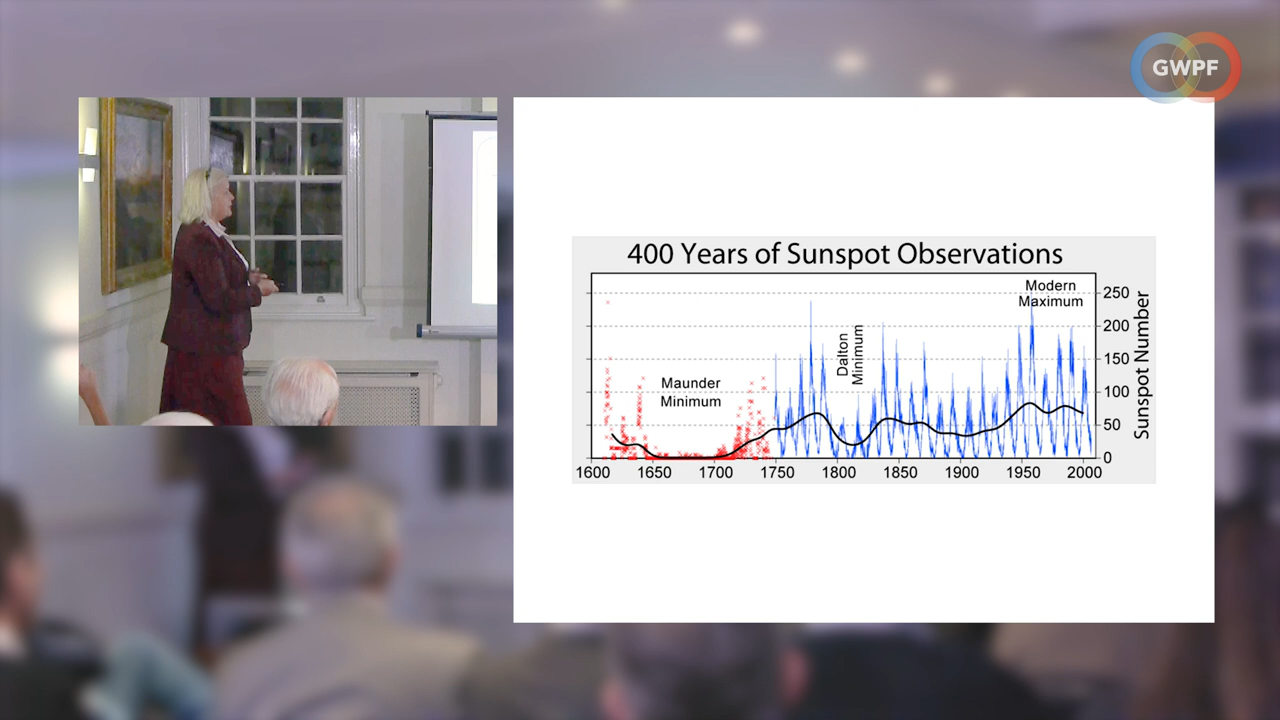 GWPF
400 Years of Sunspot Observations
Modern
Maximum
Dalton
Minimum
Maunder
Minimum
250
200
150
100
50
0
Sunspot Number
1600 1650 1700 1750 1800 1850 1900 1950 2000